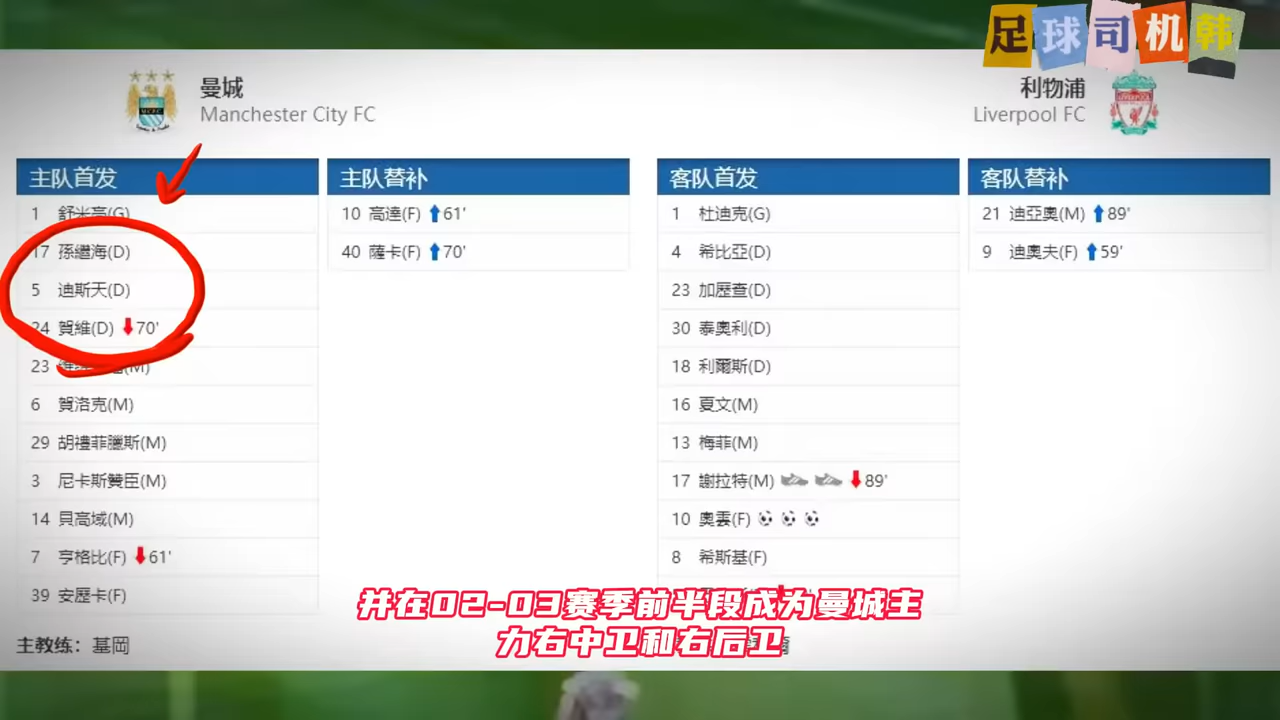 足球司机韩
曼城
Manchester City FC
利物浦
Liverpool FC
主队首发
1 舒米高(G)
17 孫繼海(D)
5 迪斯天(D)
24 賀維(D) 70'
23 (M)
6 賀洛克(M)
29 胡禮菲臘斯(M)
3 尼卡斯贊臣(M)
14 貝高域(M)
7 亨格比(F) 61'
39 安歷卡(F)
主教练：基岡
主队替补
10 高達(F) 61'
40 薩卡(F) 70'
客队首发
1 杜迪克(G)
4 希比亞(D)
23 加歷查(D)
30 泰奧利(D)
18 利爾斯(D)
16 夏文(M)
13 梅菲(M)
17 謝拉特(M) 89'
10 奧雲(F)
8 希斯基(F)
客队替补
21 迪亞奧(M) 89'
9 迪奧夫(F) 59'
并在02-03赛季前半段成为曼城主
力右中卫和右后卫